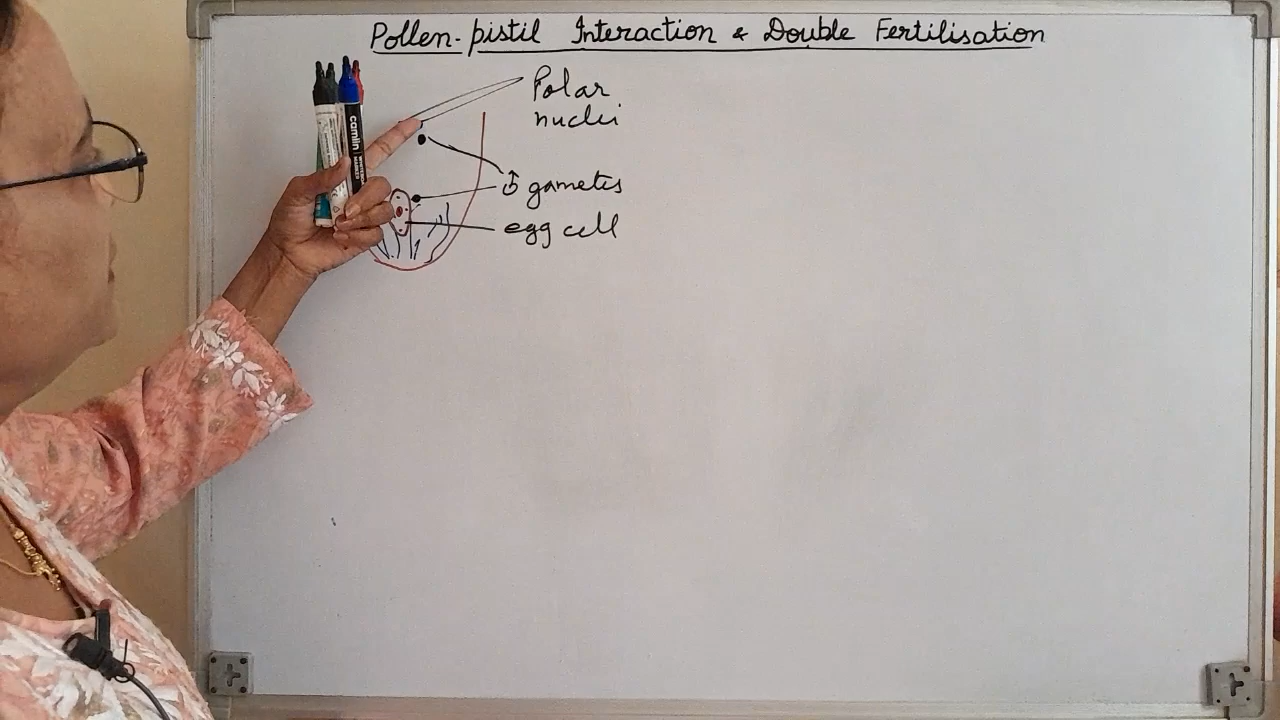 Pollen-pistil Interaction & Double Fertilisation
Polar
nuclei
♂ gametes
egg cell
camlin